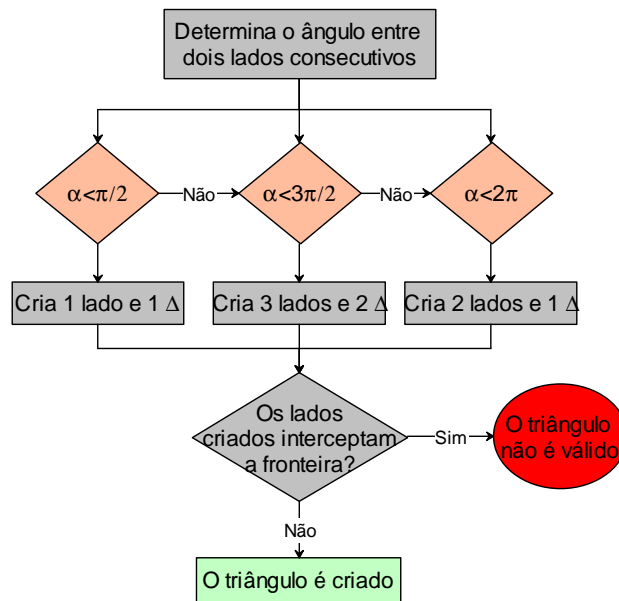 Determina o ângulo entre
dois lados consecutivos
α<π/2
Não
α<3π/2
Não
α<2π
Cria 1 lado e 1 Δ
Cria 3 lados e 2 Δ
Cria 2 lados e 1 Δ
Os lados
criados interceptam
a fronteira?
Sim
O triângulo
não é válido
Não
O triângulo é criado